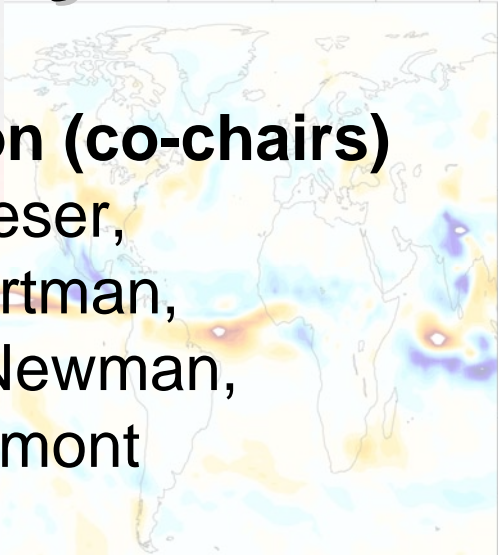 on (co-chairs)
eser,
rtman,
Newman,
mont